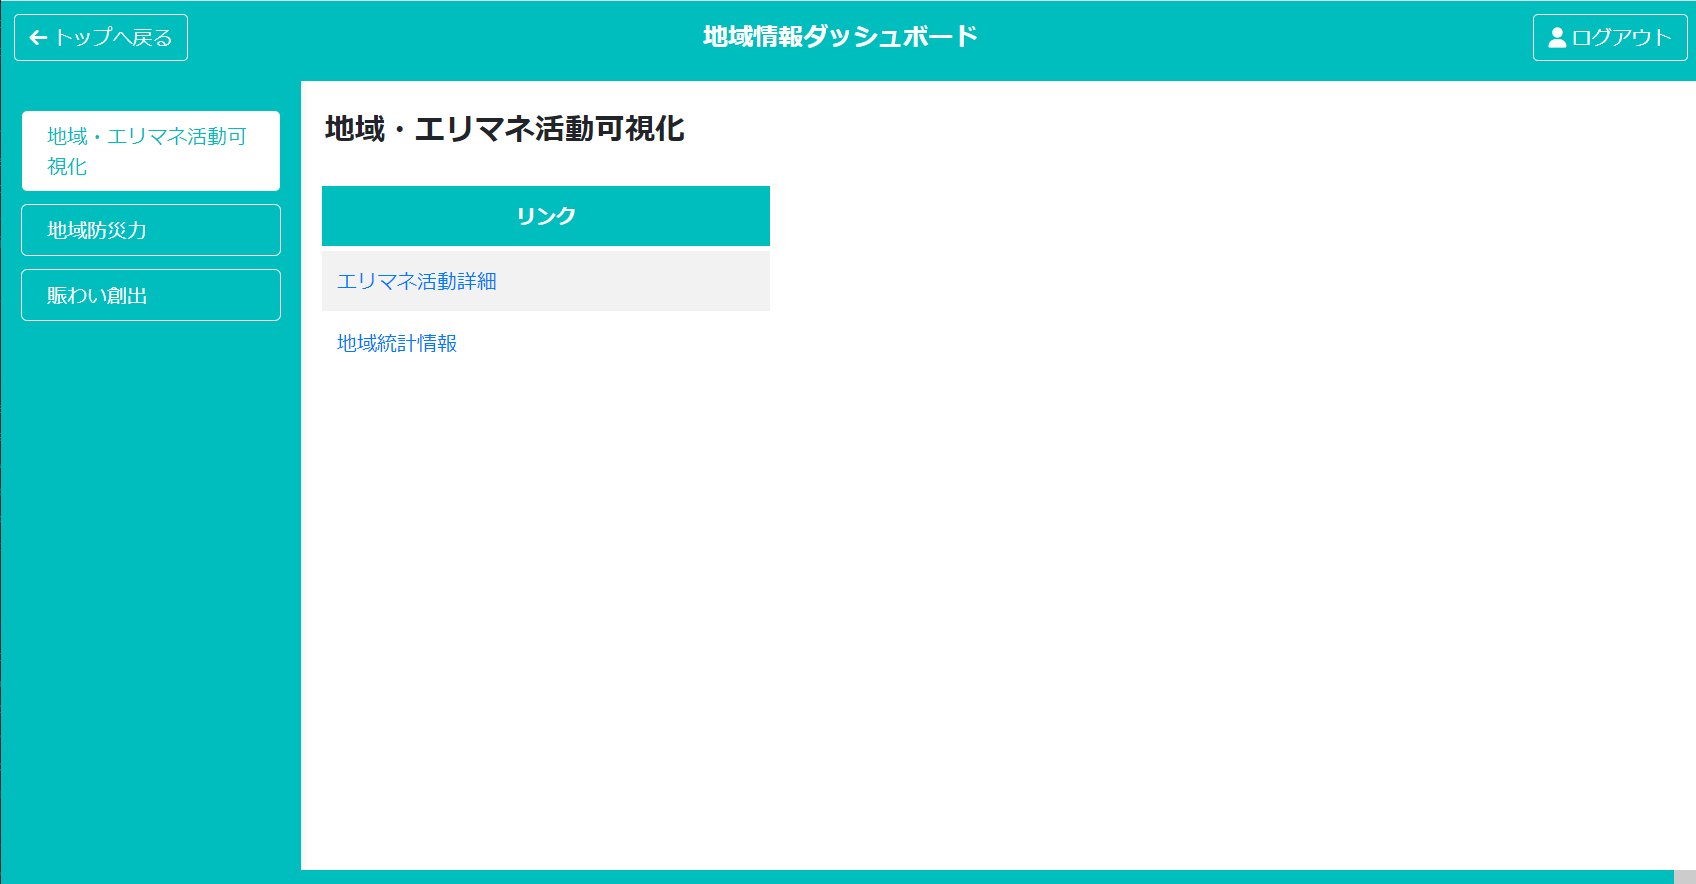 トップへ戻る
地域情報ダッシュボード
ログアウト
地域・エリマネ活動可
視化
地域防災力
賑わい創出
地域・エリマネ活動可視化
リンク
エリマネ活動詳細
地域統計情報